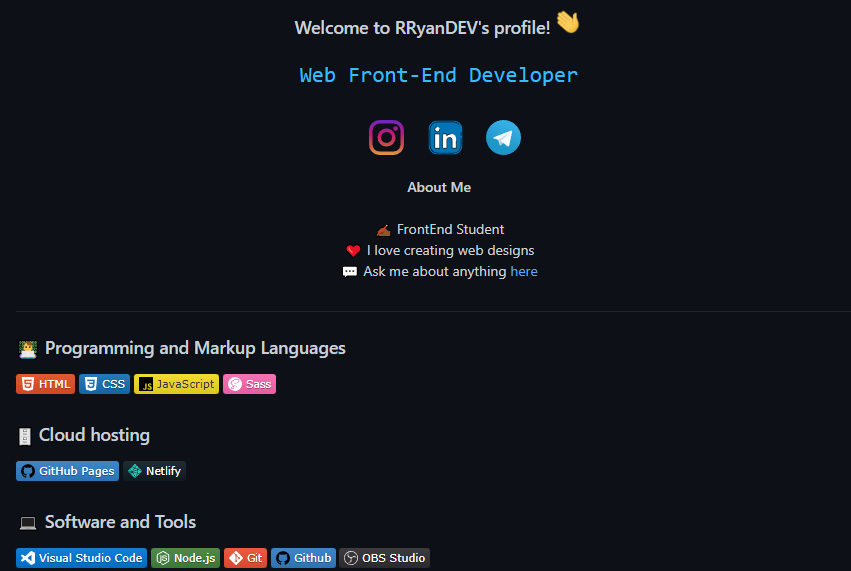 Welcome to RRyanDEV's profile! 👋
Web Front-End Developer
in
About Me
✍🏾 FrontEnd Student
❤️ I love creating web designs
💬 Ask me about anything here
Programming and Markup Languages
HTML CSS JS JavaScript Sass
Cloud hosting
GitHub Pages Netlify
💻 Software and Tools
Visual Studio Code Node.js Git Github OBS Studio